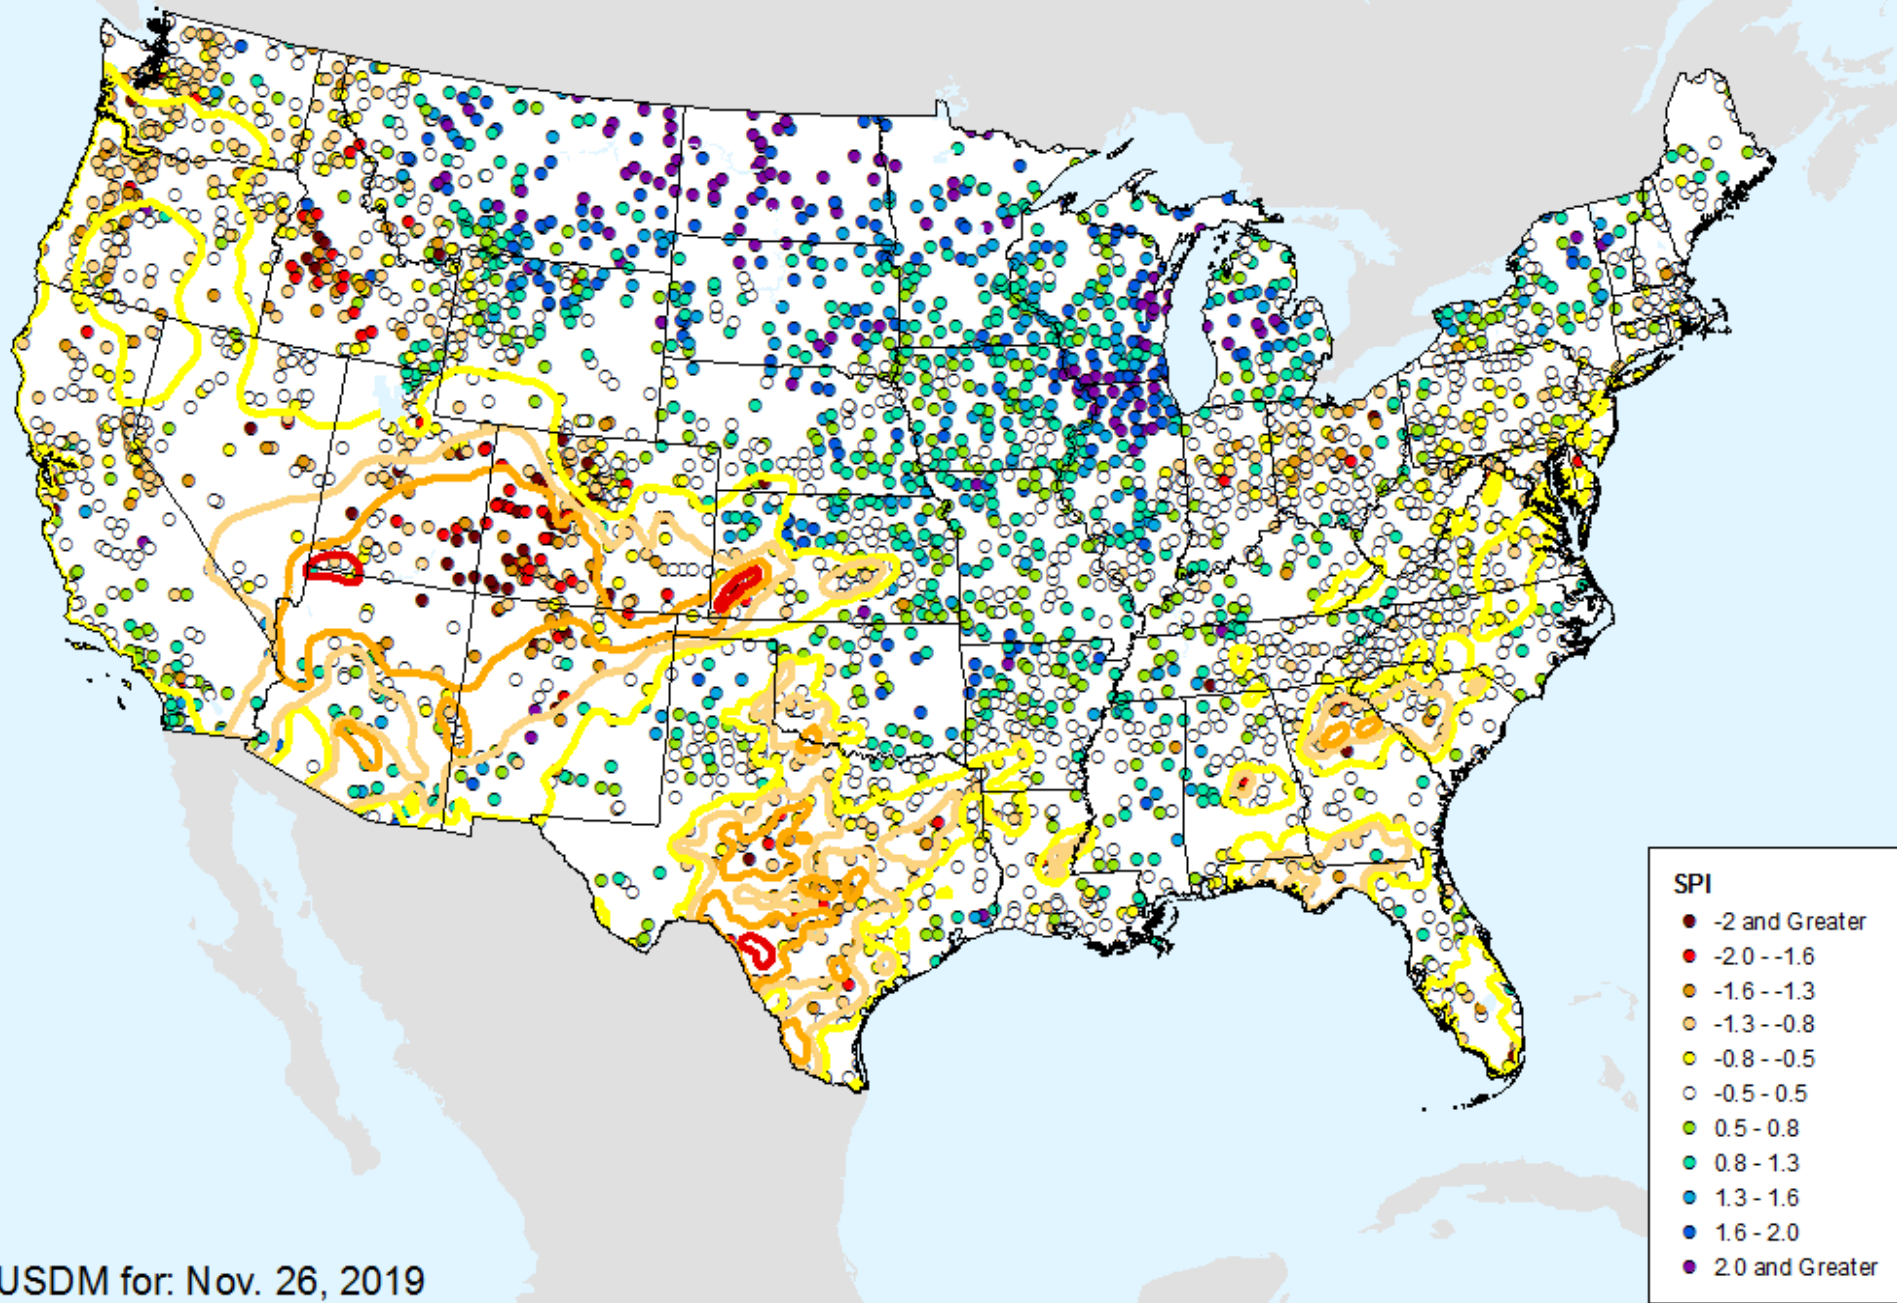 SPI
-2 and Greater
-2.0 - -1.6
-1.6 - -1.3
-1.3 - -0.8
-0.8 - -0.5
-0.5 - 0.5
0.5 - 0.8
0.8 - 1.3
1.3 - 1.6
1.6 - 2.0
2.0 and Greater
USDM for: Nov. 26, 2019